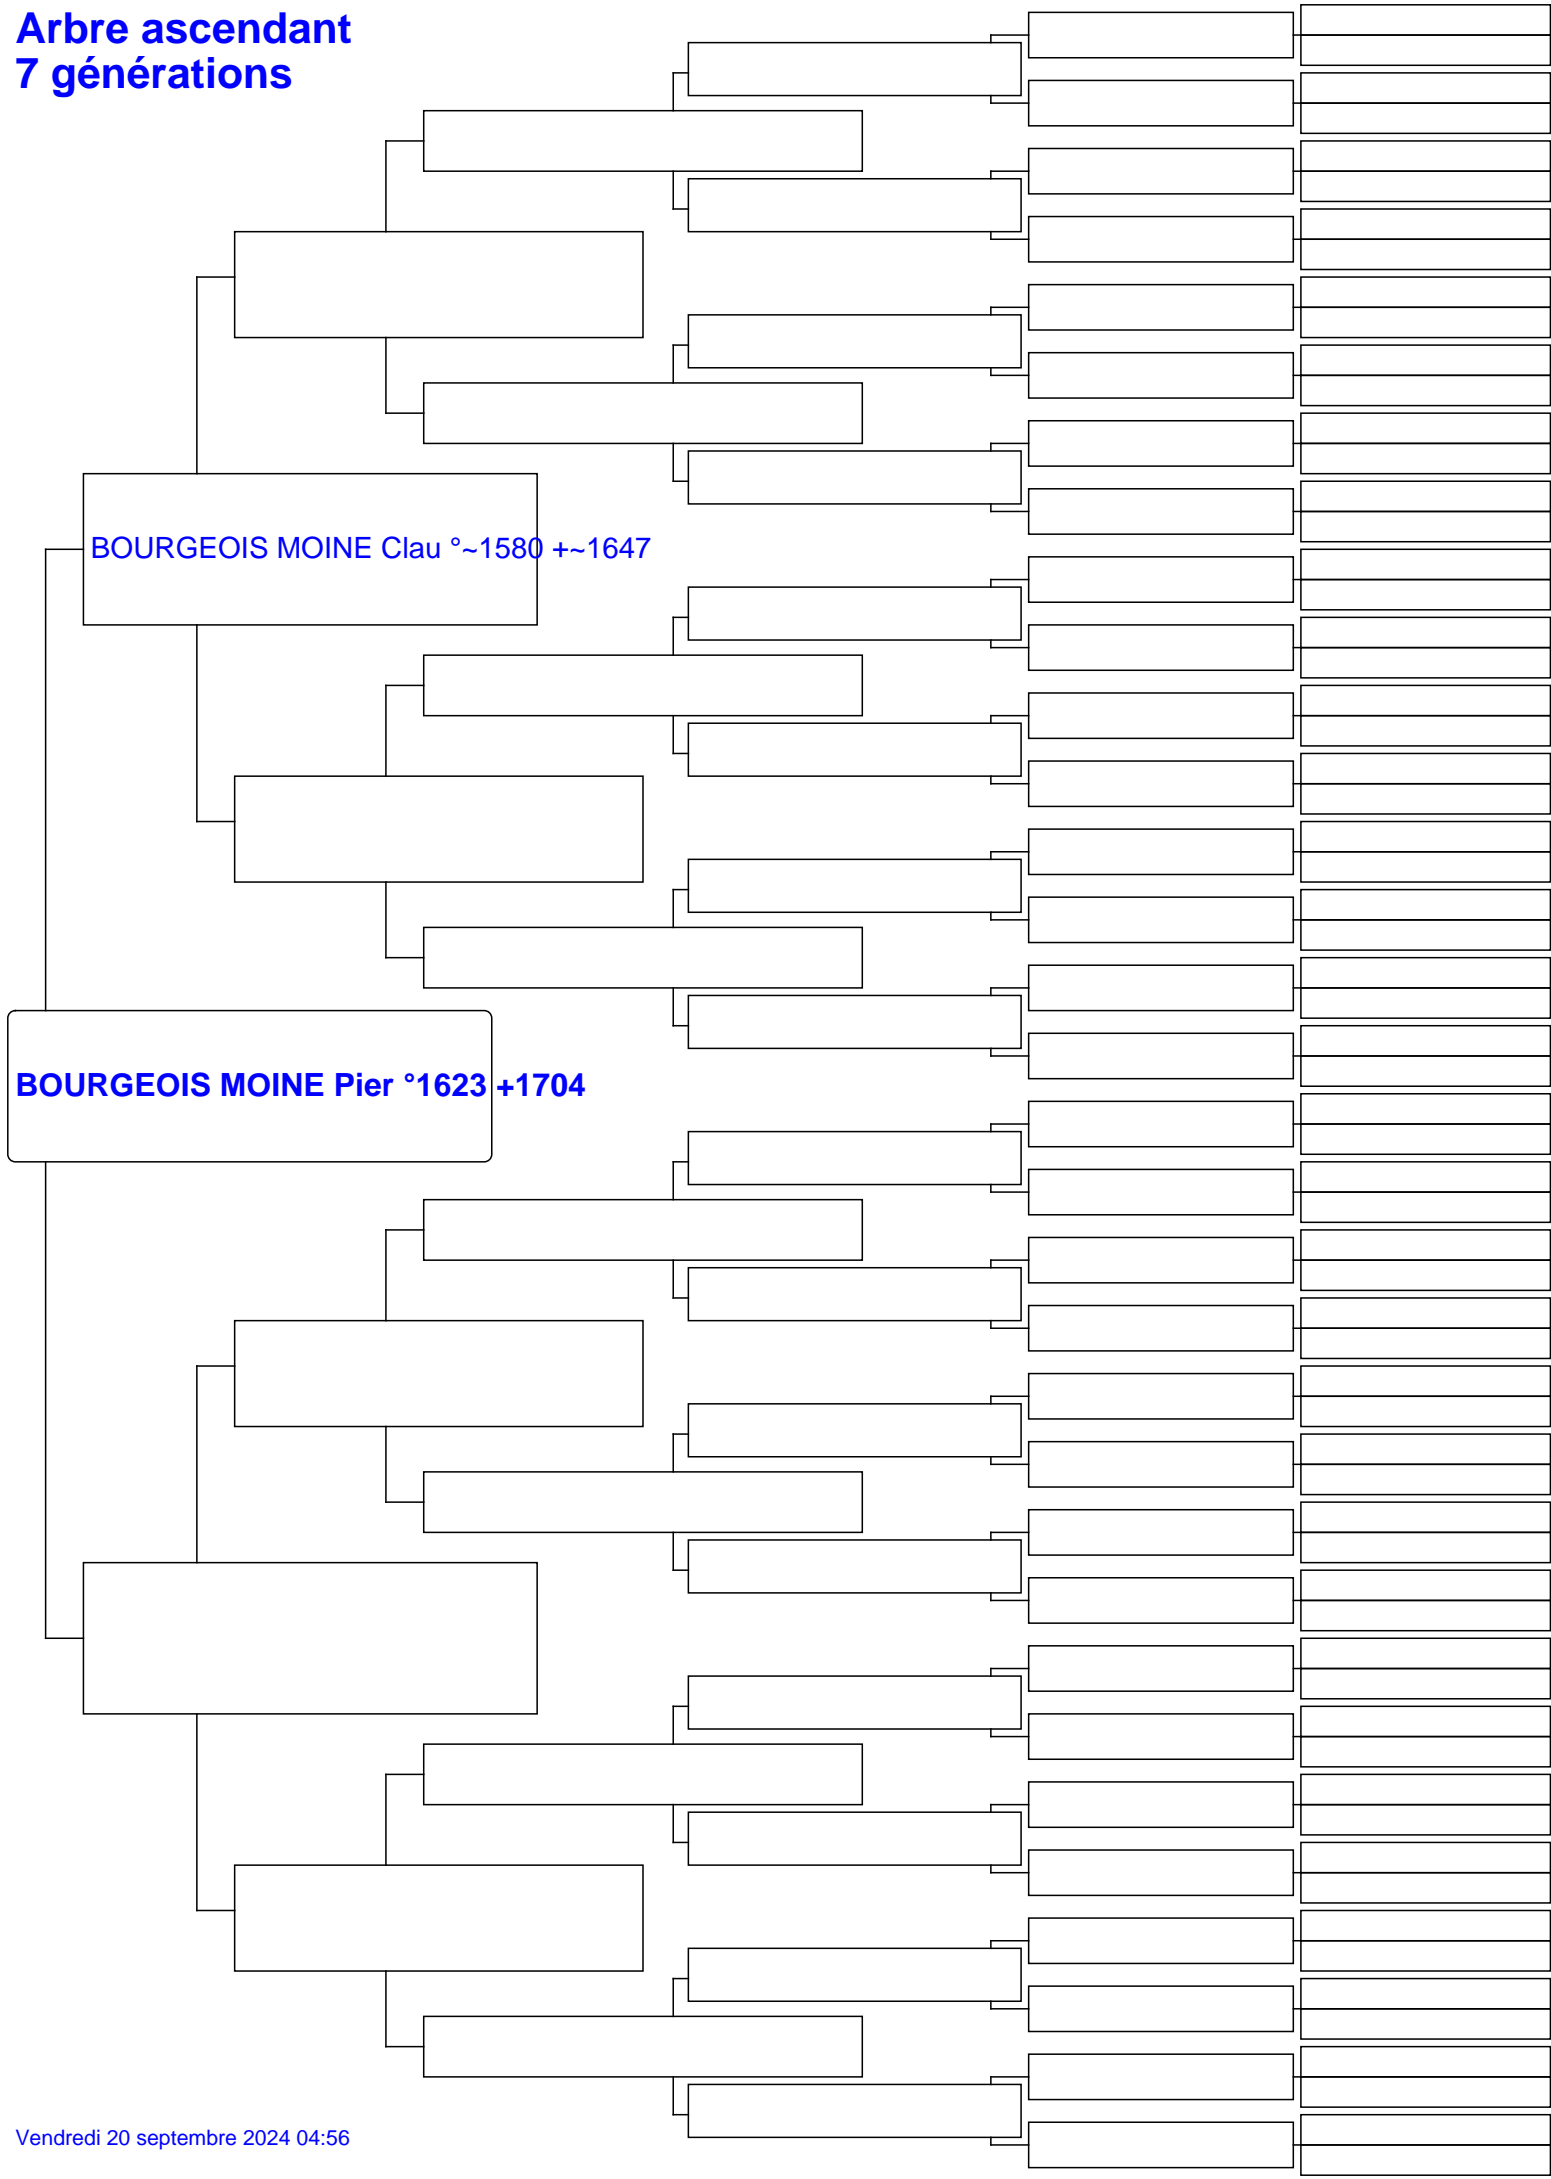 Arbre ascendant
7 générations
BOURGEOIS MOINE Clau °~1580 +~1647
BOURGEOIS MOINE Pier °1623 +1704
Vendredi 20 septembre 2024 04:56